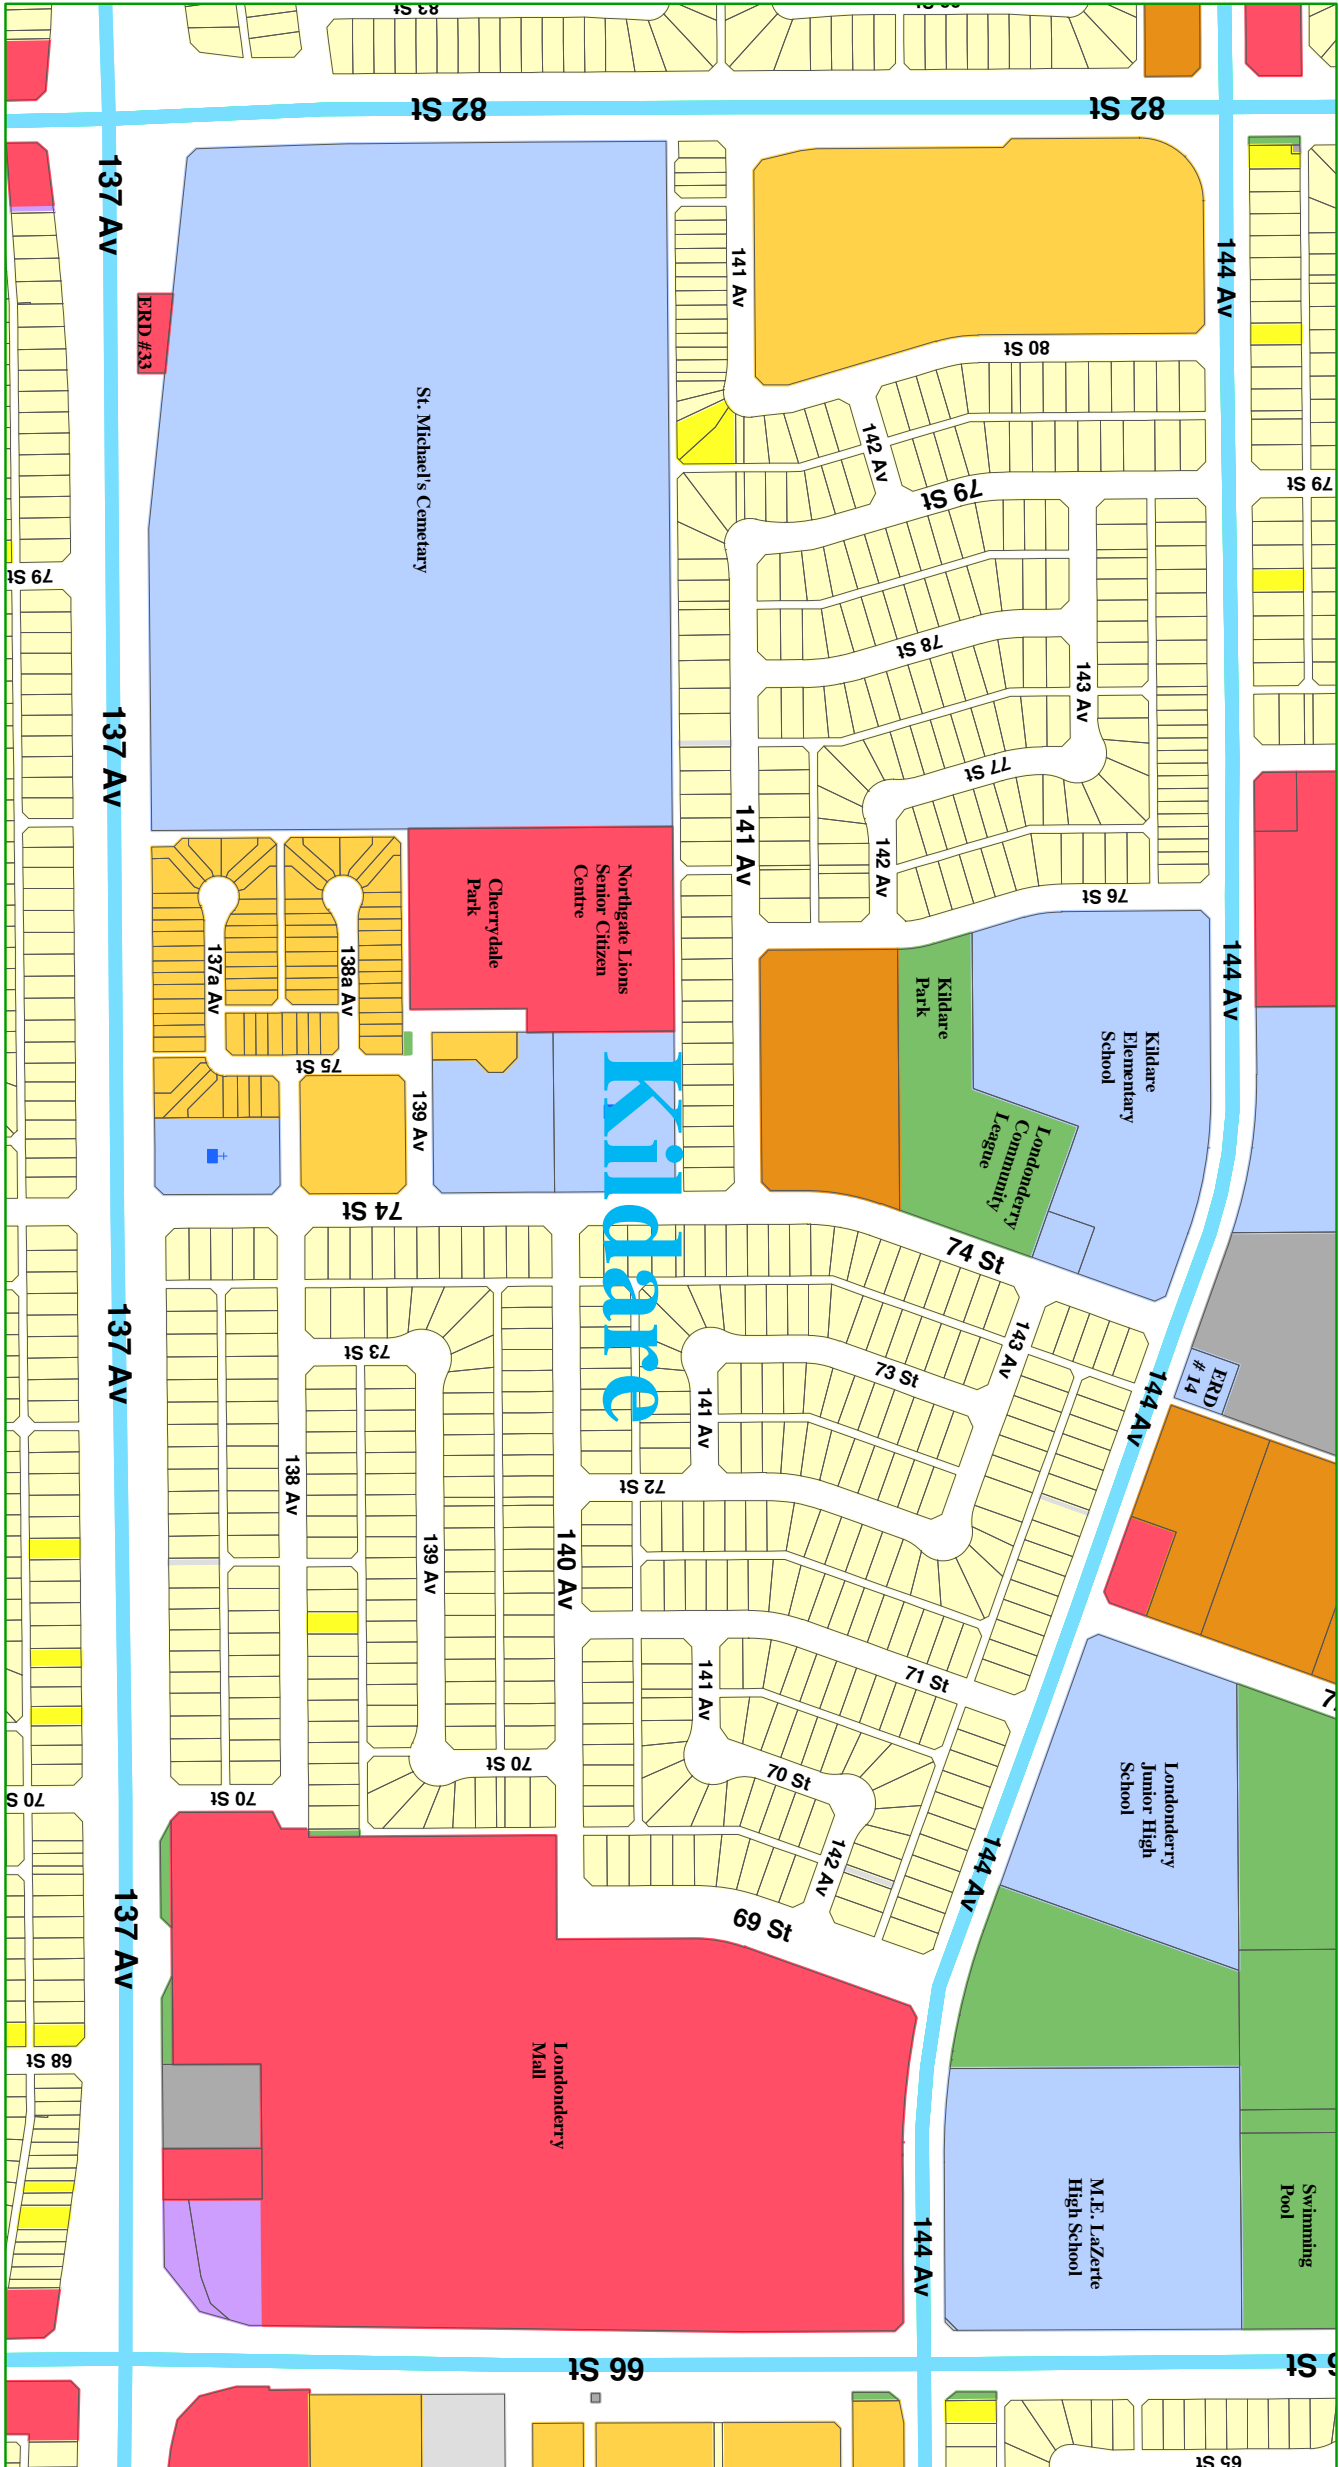 83 St
82 St
82 St
137 Av
144 Av
141 Av
ERD #33
80 St
St. Michael's Cemetary
142 Av
79 St
79 St
79 St
78 St
143 Av
137 Av
77 St
141 Av
142 Av
76 St
Northgate Lions
Senior Citizen
Centre
Cherrydale
Park
137a Av
138a Av
144 Av
Kildare
Park
Kildare
Elementary
School
75 St
139 Av
Londonderry
Community
League
Kildare
74 St
74 St
137 Av
73 St
73 St
143 Av
141 Av
144 Av
ERD
# 14
138 Av
72 St
139 Av
140 Av
141 Av
71 St
70 St
70 St
70 St
142 Av
144 Av
Londonderry
Junior High
School
137 Av
69 St
68 St
Londonderry
Mall
M.E. LaZerte
High School
Swimming
Pool
144 Av
66 St
65 St